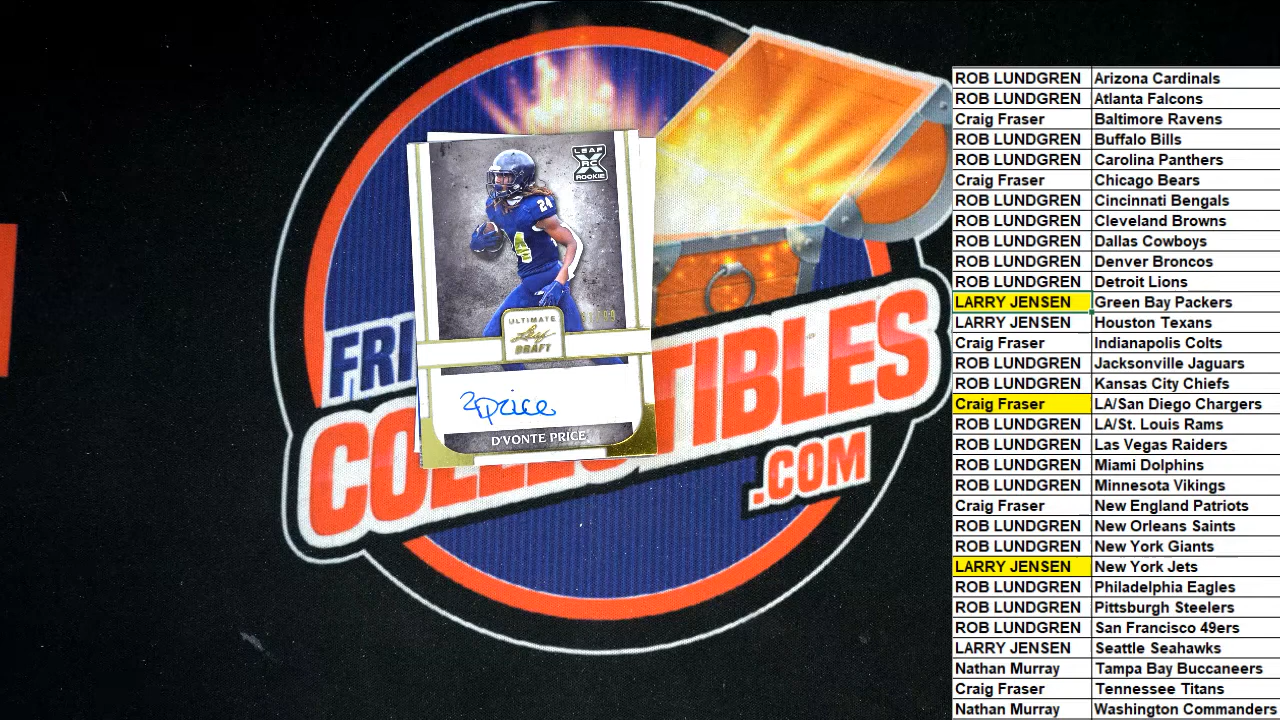 LEAF
RC
ROOKIE
24
ULTIMATE
Leaf
DRAFT
Price
D'VONTE PRICE
FRI
COLLECTIBLES
.COM
ROB LUNDGREN Arizona Cardinals
ROB LUNDGREN Atlanta Falcons
Craig Fraser Baltimore Ravens
ROB LUNDGREN Buffalo Bills
ROB LUNDGREN Carolina Panthers
Craig Fraser Chicago Bears
ROB LUNDGREN Cincinnati Bengals
ROB LUNDGREN Cleveland Browns
ROB LUNDGREN Dallas Cowboys
ROB LUNDGREN Denver Broncos
ROB LUNDGREN Detroit Lions
LARRY JENSEN Green Bay Packers
LARRY JENSEN Houston Texans
Craig Fraser Indianapolis Colts
ROB LUNDGREN Jacksonville Jaguars
ROB LUNDGREN Kansas City Chiefs
Craig Fraser LA/San Diego Chargers
ROB LUNDGREN LA/St. Louis Rams
ROB LUNDGREN Las Vegas Raiders
ROB LUNDGREN Miami Dolphins
ROB LUNDGREN Minnesota Vikings
Craig Fraser New England Patriots
ROB LUNDGREN New Orleans Saints
ROB LUNDGREN New York Giants
LARRY JENSEN New York Jets
ROB LUNDGREN Philadelphia Eagles
ROB LUNDGREN Pittsburgh Steelers
ROB LUNDGREN San Francisco 49ers
LARRY JENSEN Seattle Seahawks
Nathan Murray Tampa Bay Buccaneers
Craig Fraser Tennessee Titans
Nathan Murray Washington Commanders